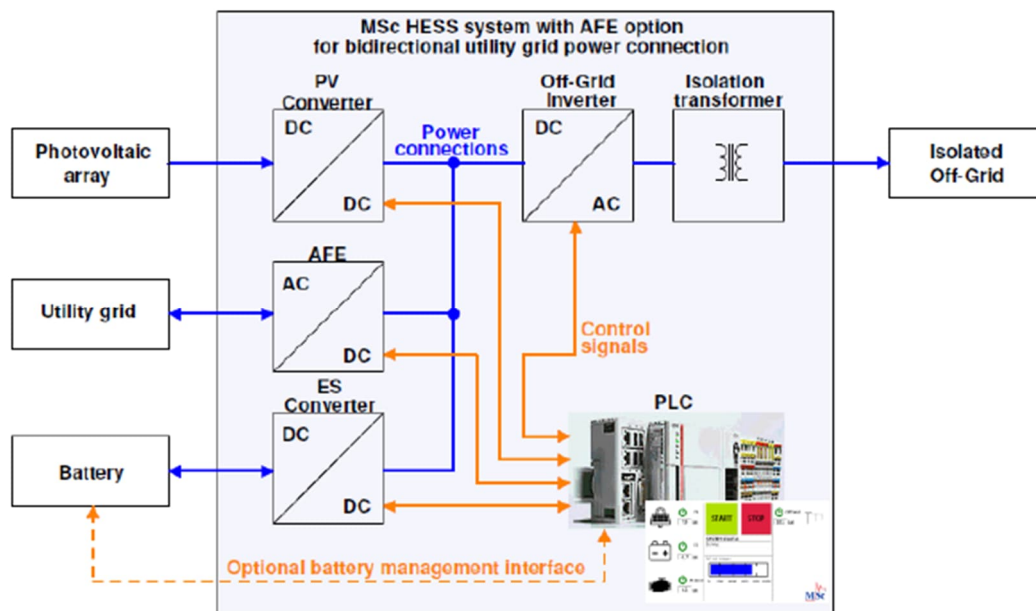 MSc HESS system with AFE option
for bidirectional utility grid power connection
PV
Converter
Off-Grid
Inverter
Isolation
transformer
DC
DC
Power
connections
DC
AC
Photovoltaic
array
Isolated
Off-Grid
AFE
AC
DC
Utility grid
Control
signals
ES
Converter
DC
DC
Battery
PLC
START
STOP
Optional battery management interface
MSc